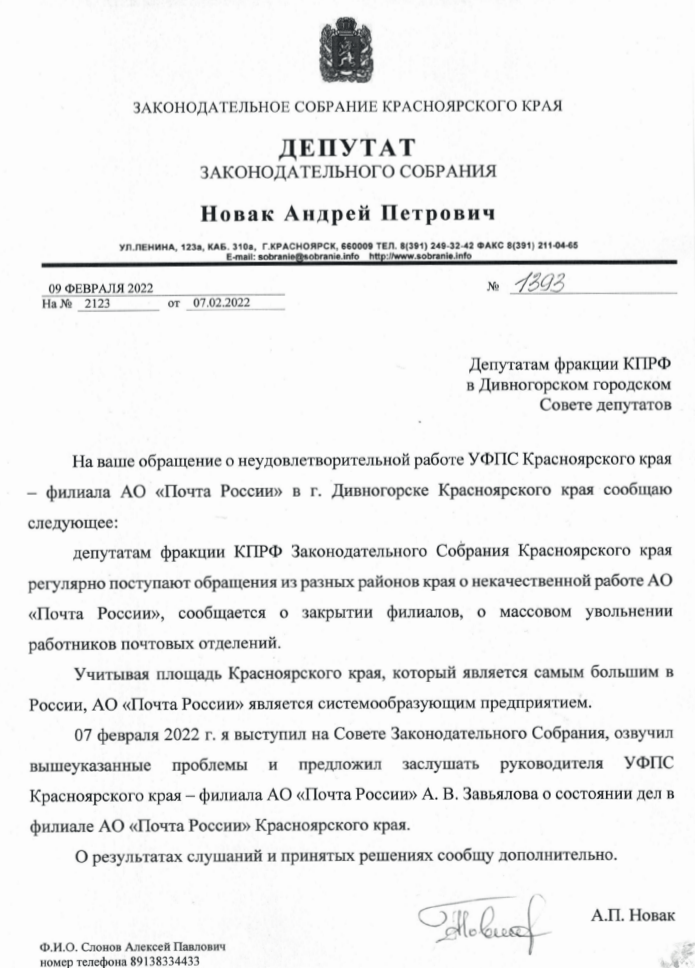 ЗАКОНОДАТЕЛЬНОЕ СОБРАНИЕ КРАСНОЯРСКОГО КРАЯ
ДЕПУТАТ
ЗАКОНОДАТЕЛЬНОГО СОБРАНИЯ
Новак Андрей Петрович
УЛ.ЛЕНИНА, 123а, КАБ. 310а, Г.КРАСНОЯРСК, 660009 ТЕЛ. 8(391) 249-32-42 ФАКС 8(391) 211-04-65
E-mail: sobranie@sobranie.info http://www.sobranie.info
09 ФЕВРАЛЯ 2022 № 1393
На № 2123 от 07.02.2022
Депутатам фракции КПРФ
в Дивногорском городском
Совете депутатов
На ваше обращение о неудовлетворительной работе УФПС Красноярского края
– филиала АО «Почта России» в г. Дивногорске Красноярского края сообщаю
следующее:
депутатам фракции КПРФ Законодательного Собрания Красноярского края
регулярно поступают обращения из разных районов края о некачественной работе АО
«Почта России», сообщается о закрытии филиалов, о массовом увольнении
работников почтовых отделений.
Учитывая площадь Красноярского края, который является самым большим в
России, АО «Почта России» является системообразующим предприятием.
07 февраля 2022 г. я выступил на Совете Законодательного Собрания, озвучил
вышеуказанные проблемы и предложил заслушать руководителя УФПС
Красноярского края – филиала АО «Почта России» А. В. Завьялова о состоянии дел в
филиале АО «Почта России» Красноярского края.
О результатах слушаний и принятых решениях сообщу дополнительно.
А.П. Новак
Ф.И.О. Слонов Алексей Павлович
номер телефона 89138334433